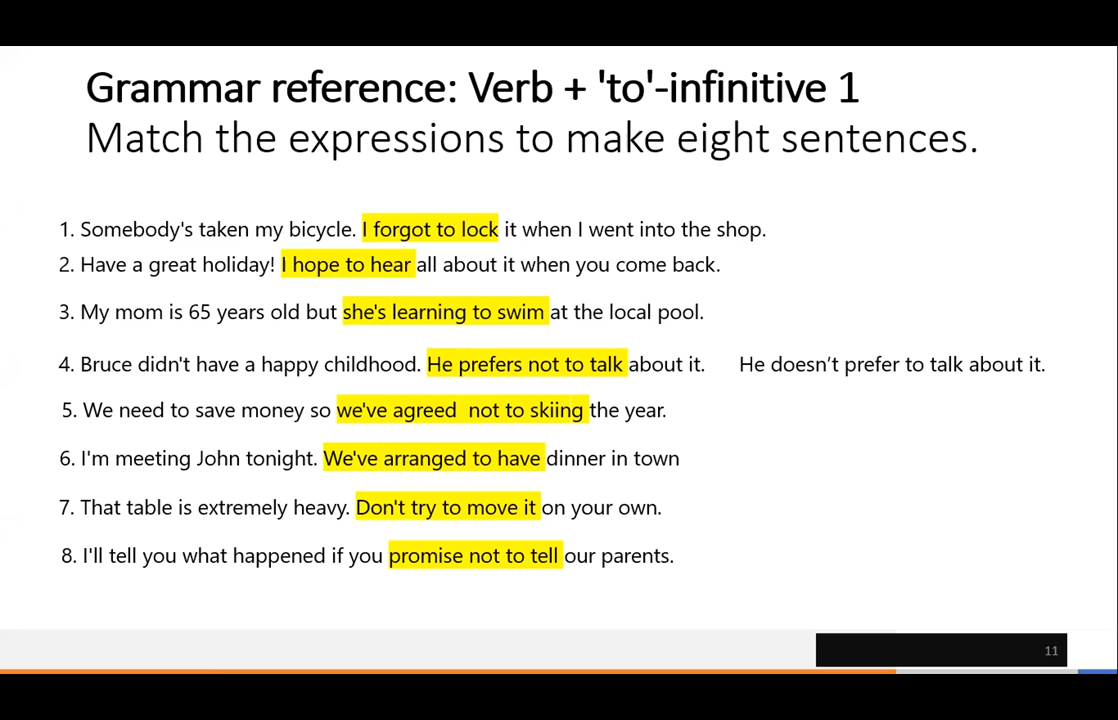 Grammar reference: Verb + 'to'-infinitive 1
Match the expressions to make eight sentences.
1. Somebody's taken my bicycle. I forgot to lock it when I went into the shop.
2. Have a great holiday! I hope to hear all about it when you come back.
3. My mom is 65 years old but she's learning to swim at the local pool.
4. Bruce didn't have a happy childhood. He prefers not to talk about it. He doesn’t prefer to talk about it.
5. We need to save money so we've agreed not to skiing the year.
6. I'm meeting John tonight. We've arranged to have dinner in town
7. That table is extremely heavy. Don't try to move it on your own.
8. I'll tell you what happened if you promise not to tell our parents.
11